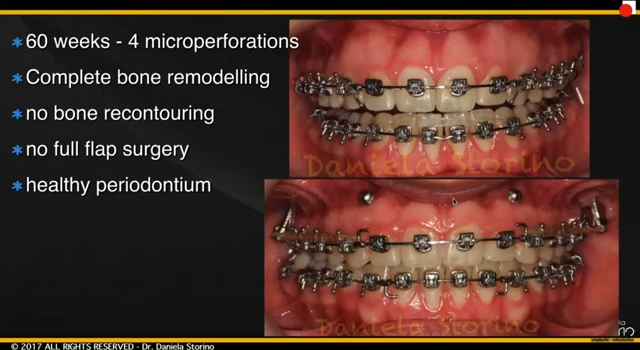 60 weeks - 4 microperforations
Complete bone remodelling
no bone recontouring
no full flap surgery
healthy periodontium
Daniela Storino
Daniela Storino
© 2017 ALL RIGHTS RESERVED - Dr. Daniela Storino